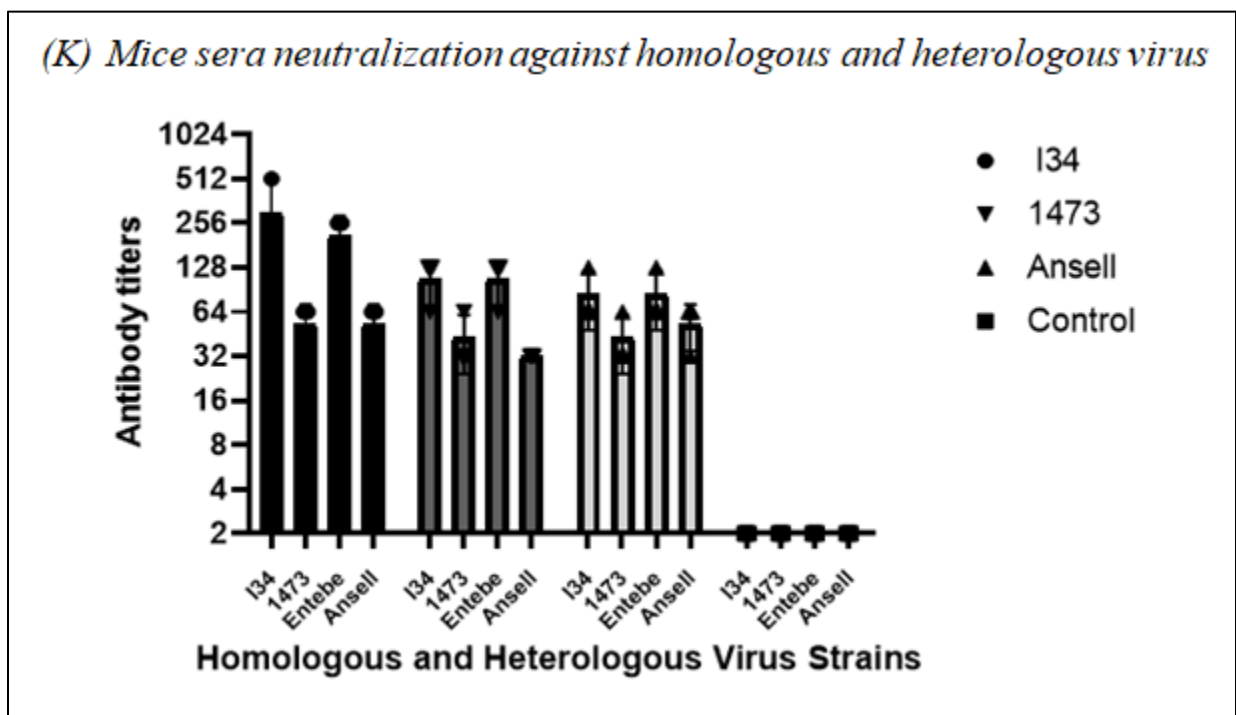 (K) Mice sera neutralization against homologous and heterologous virus
1024
512
256
128
64
32
16
8
4
2
Antibody titers
I34
1473
Ansell
Control
I34
1473
Entebe
Ansell
I34
1473
Entebe
Ansell
I34
1473
Entebe
Ansell
I34
1473
Entebe
Ansell
Homologous and Heterologous Virus Strains